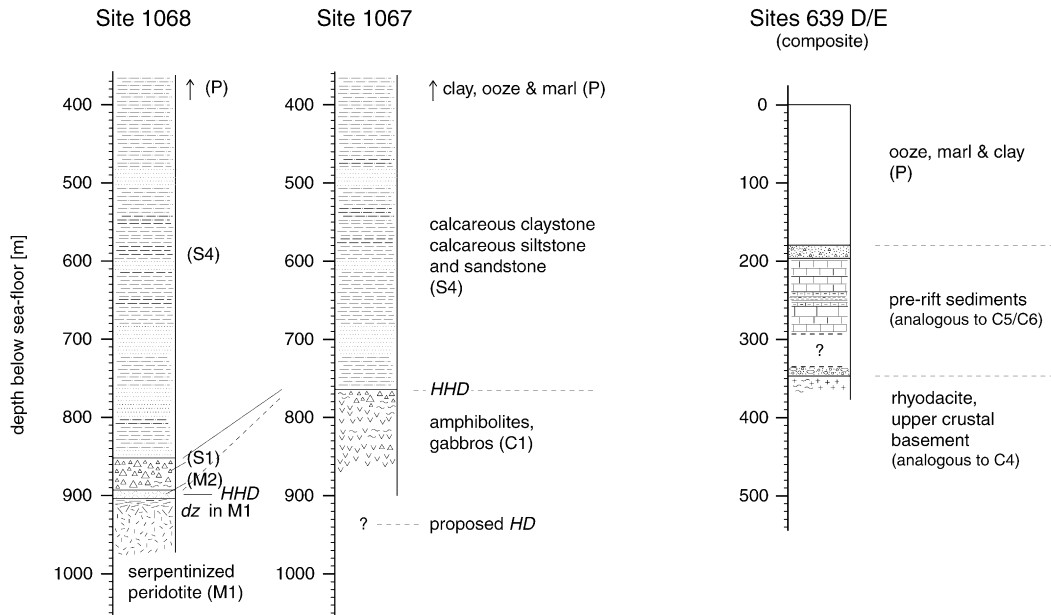 Site 1068
Site 1067
Sites 639 D/E
(composite)
depth below sea-floor [m]
400
500
600
700
800
900
1000
(P)
(S4)
(S1)
(M2)
HHD
dz in M1
serpentinized
peridotite (M1)
400
500
600
700
800
900
1000
clay, ooze & marl (P)
calcareous claystone
calcareous siltstone
and sandstone
(S4)
HHD
amphibolites,
gabbros (C1)
?
proposed HD
0
100
200
300
400
500
?
ooze, marl & clay
(P)
pre-rift sediments
(analogous to C5/C6)
rhyodacite,
upper crustal
basement
(analogous to C4)